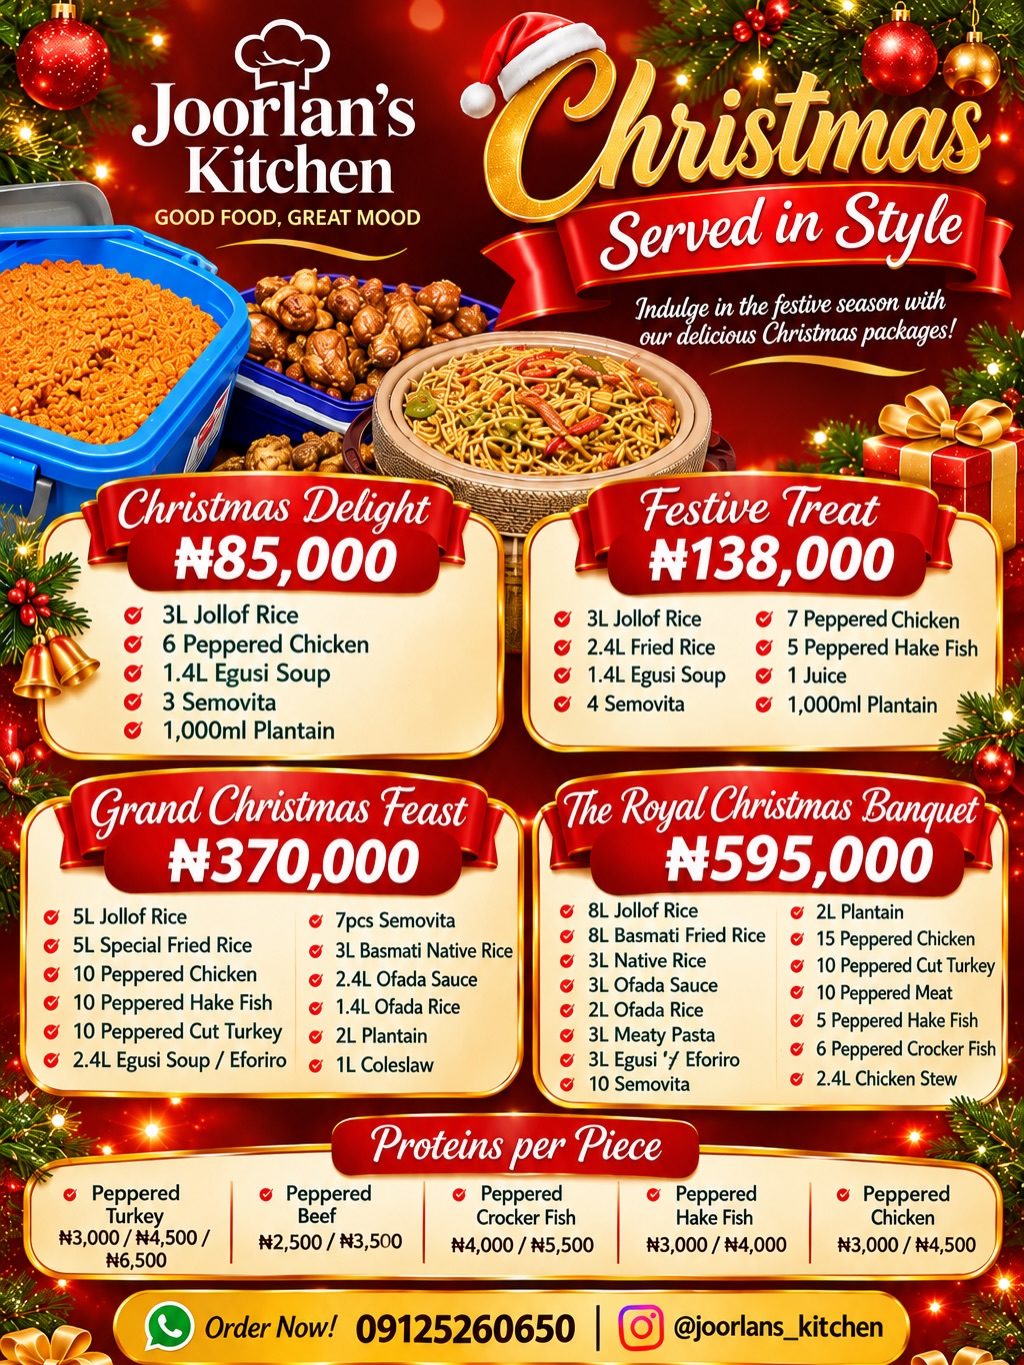 Joorlan's
Kitchen
GOOD FOOD, GREAT MOOD
Christmas
Served in Style
Indulge in the festive season with
our delicious Christmas packages!
Christmas Delight
₦85,000
3L Jollof Rice
6 Peppered Chicken
1.4L Egusi Soup
3 Semovita
1,000ml Plantain
Festive Treat
₦138,000
3L Jollof Rice
2.4L Fried Rice
1.4L Egusi Soup
4 Semovita
7 Peppered Chicken
5 Peppered Hake Fish
1 Juice
1,000ml Plantain
Grand Christmas Feast
₦370,000
5L Jollof Rice
5L Special Fried Rice
10 Peppered Chicken
10 Peppered Hake Fish
10 Peppered Cut Turkey
2.4L Egusi Soup / Eforiro
7pcs Semovita
3L Basmati Native Rice
2.4L Ofada Sauce
1.4L Ofada Rice
2L Plantain
1L Coleslaw
The Royal Christmas Banquet
₦595,000
8L Jollof Rice
8L Basmati Fried Rice
3L Native Rice
3L Ofada Sauce
2L Ofada Rice
3L Meaty Pasta
3L Egusi '/ Eforiro
10 Semovita
2L Plantain
15 Peppered Chicken
10 Peppered Cut Turkey
10 Peppered Meat
5 Peppered Hake Fish
6 Peppered Crocker Fish
2.4L Chicken Stew
Proteins per Piece
Peppered
Turkey
₦3,000 / ₦4,500 /
₦6,500
Peppered
Beef
₦2,500 / ₦3,500
Peppered
Crocker Fish
₦4,000 / ₦5,500
Peppered
Hake Fish
₦3,000 / ₦4,000
Peppered
Chicken
₦3,000 / ₦4,500
Order Now! 09125260650 | @joorlans_kitchen